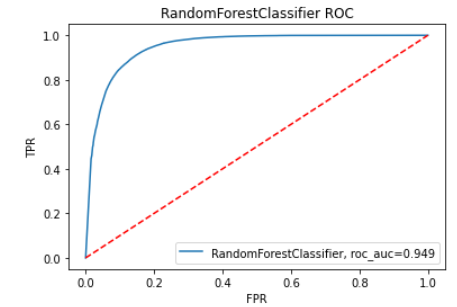 RandomForestClassifier ROC
1.0
0.8
0.6
0.4
0.2
0.0
TPR
RandomForestClassifier, roc_auc=0.949
0.0 0.2 0.4 0.6 0.8 1.0
FPR